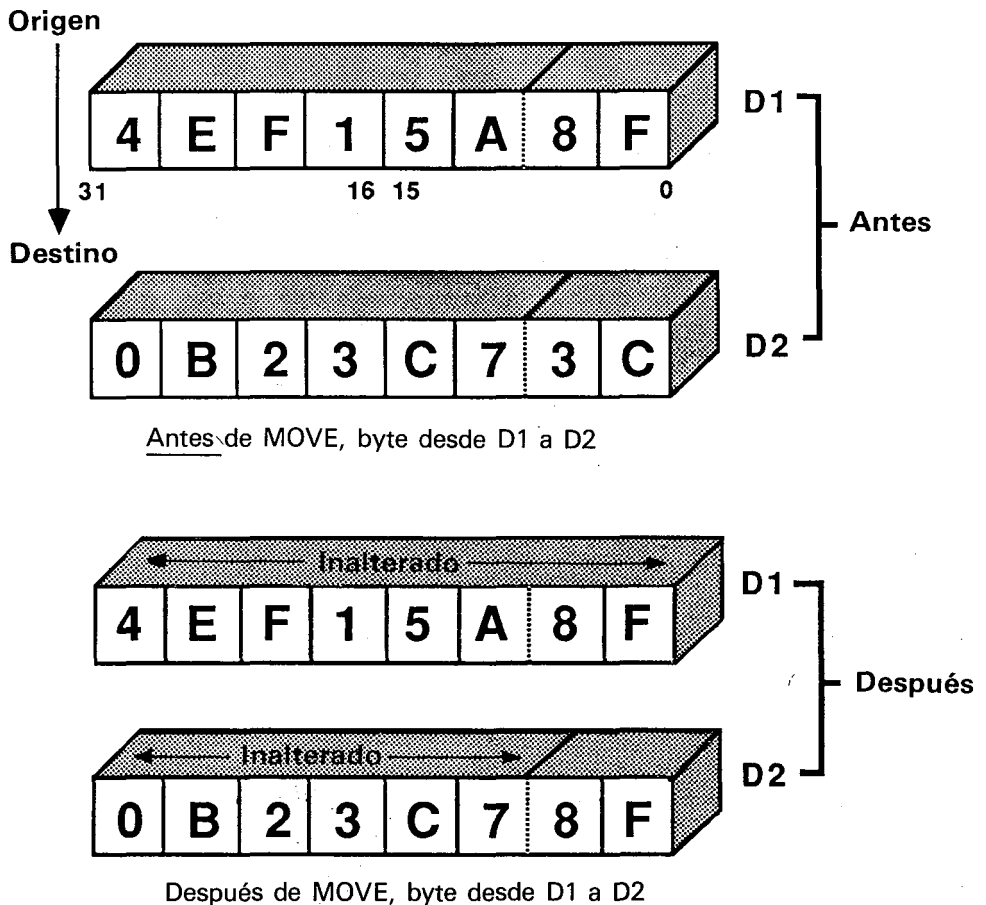 Origen
D1
4 E F 1 5 A 8 F
31 16 15 0
Antes
Destino
D2
0 B 2 3 C 7 3 C
Antes de MOVE, byte desde D1 a D2
Inalterado
D1
4 E F 1 5 A 8 F
Después
Inalterado
D2
0 B 2 3 C 7 8 F
Después de MOVE, byte desde D1 a D2